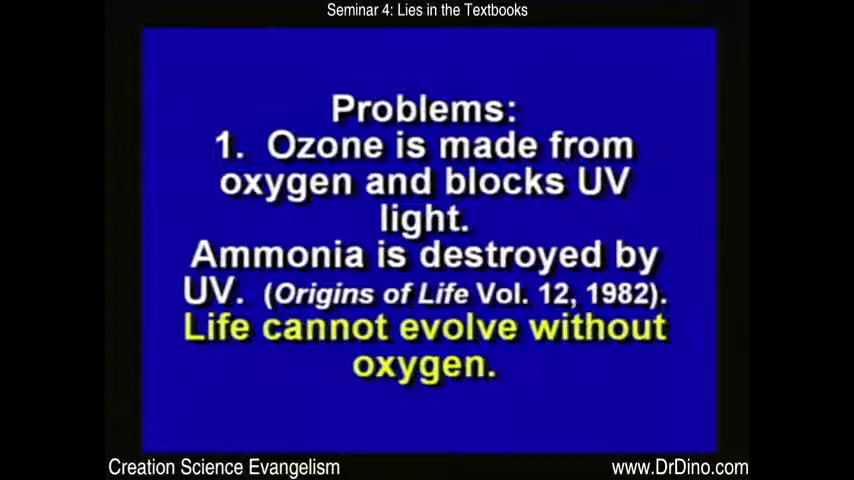 Seminar 4: Lies in the Textbooks
Problems:
1. Ozone is made from
oxygen and blocks UV
light.
Ammonia is destroyed by
UV. (Origins of Life Vol. 12, 1982).
Life cannot evolve without
oxygen.
Creation Science Evangelism
www.DrDino.com